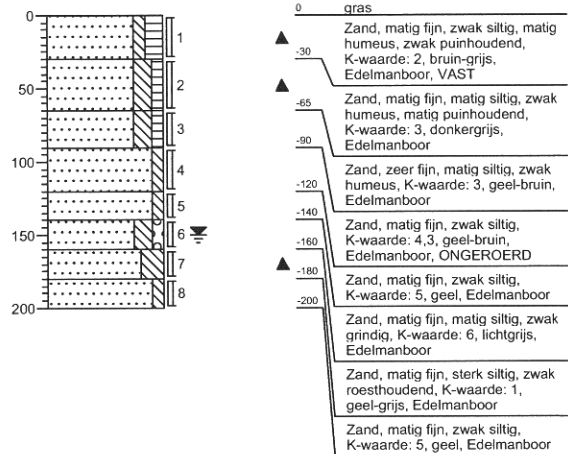 0
50
100
150
200
1
2
3
4
5
6
7
8
0
-30
-65
-90
-120
-140
-160
-180
-200
gras
Zand, matig fijn, zwak siltig, matig
humeus, zwak puinhoudend,
K-waarde: 2, bruin-grijs,
Edelmanboor, VAST
Zand, matig fijn, matig siltig, zwak
humeus, matig puinhoudend,
K-waarde: 3, donkergrijs,
Edelmanboor
Zand, zeer fijn, matig siltig, zwak
humeus, K-waarde: 3, geel-bruin,
Edelmanboor
Zand, matig fijn, zwak siltig,
K-waarde: 4,3, geel-bruin,
Edelmanboor, ONGEROERD
Zand, matig fijn, zwak siltig,
K-waarde: 5, geel, Edelmanboor
Zand, matig fijn, matig siltig, zwak
grindig, K-waarde: 6, lichtgrijs,
Edelmanboor
Zand, matig fijn, sterk siltig, zwak
roesthoudend, K-waarde: 1,
geel-grijs, Edelmanboor
Zand, matig fijn, zwak siltig,
K-waarde: 5, geel, Edelmanboor